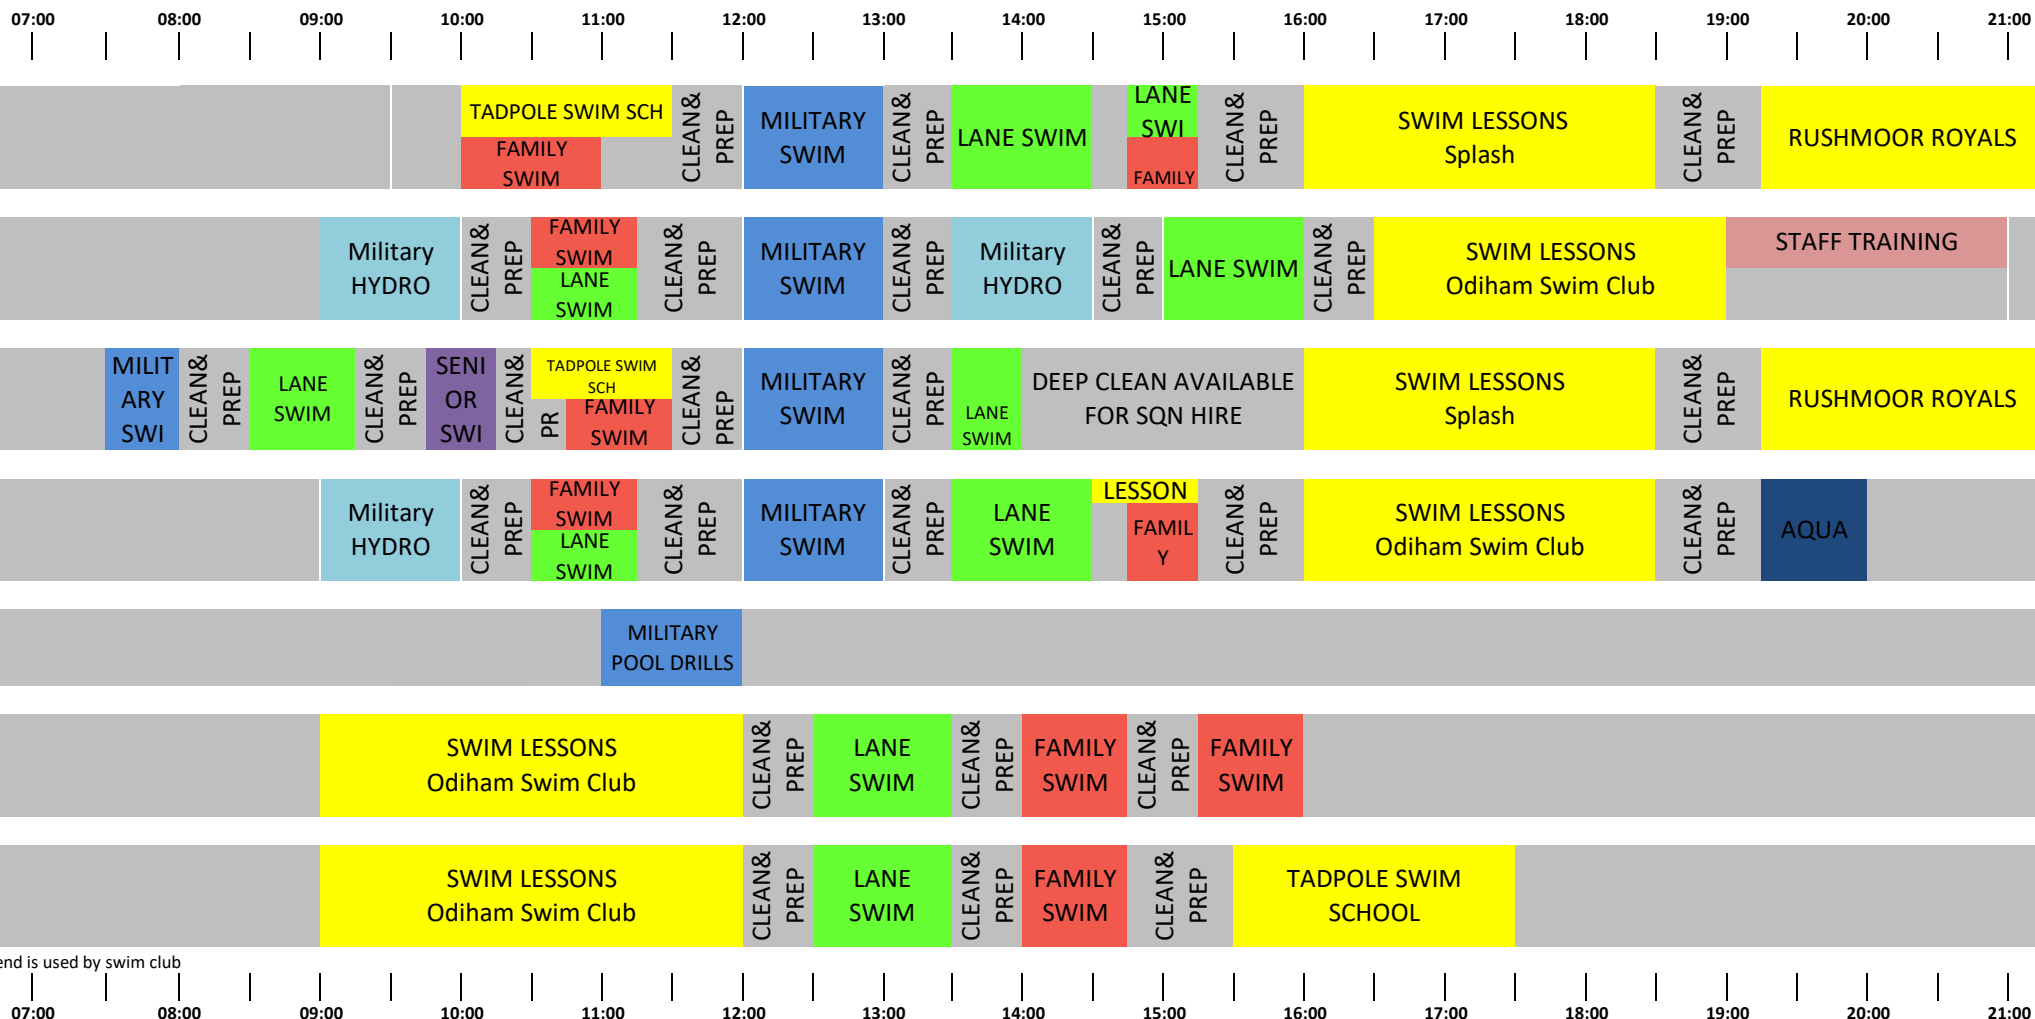 07:00 08:00 09:00 10:00 11:00 12:00 13:00 14:00 15:00 16:00 17:00 18:00 19:00 20:00 21:00
TADPOLE SWIM SCH
FAMILY
SWIM
CLEAN&
PREP
MILITARY
SWIM
CLEAN&
PREP
LANE SWIM
LANE
SWI
FAMILY
CLEAN&
PREP
SWIM LESSONS
Splash
CLEAN&
PREP
RUSHMOOR ROYALS
Military
HYDRO
CLEAN&
PREP
FAMILY
SWIM
LANE
SWIM
CLEAN&
PREP
MILITARY
SWIM
CLEAN&
PREP
Military
HYDRO
CLEAN&
PREP
LANE SWIM
CLEAN&
PREP
SWIM LESSONS
Odiham Swim Club
STAFF TRAINING
MILIT
ARY
SWI
CLEAN&
PREP
LANE
SWIM
CLEAN&
PREP
SENI
OR
SWI
CLEAN&
PR
TADPOLE SWIM
SCH
FAMILY
SWIM
CLEAN&
PREP
MILITARY
SWIM
CLEAN&
PREP
LANE
SWIM
DEEP CLEAN AVAILABLE
FOR SQN HIRE
SWIM LESSONS
Splash
CLEAN&
PREP
RUSHMOOR ROYALS
Military
HYDRO
CLEAN&
PREP
FAMILY
SWIM
LANE
SWIM
CLEAN&
PREP
MILITARY
SWIM
CLEAN&
PREP
LANE
SWIM
LESSON
FAMIL
Y
CLEAN&
PREP
SWIM LESSONS
Odiham Swim Club
CLEAN&
PREP
AQUA
MILITARY
POOL DRILLS
SWIM LESSONS
Odiham Swim Club
CLEAN&
PREP
LANE
SWIM
CLEAN&
PREP
FAMILY
SWIM
CLEAN&
PREP
FAMILY
SWIM
SWIM LESSONS
Odiham Swim Club
CLEAN&
PREP
LANE
SWIM
CLEAN&
PREP
FAMILY
SWIM
CLEAN&
PREP
TADPOLE SWIM
SCHOOL
end is used by swim club
07:00 08:00 09:00 10:00 11:00 12:00 13:00 14:00 15:00 16:00 17:00 18:00 19:00 20:00 21:00